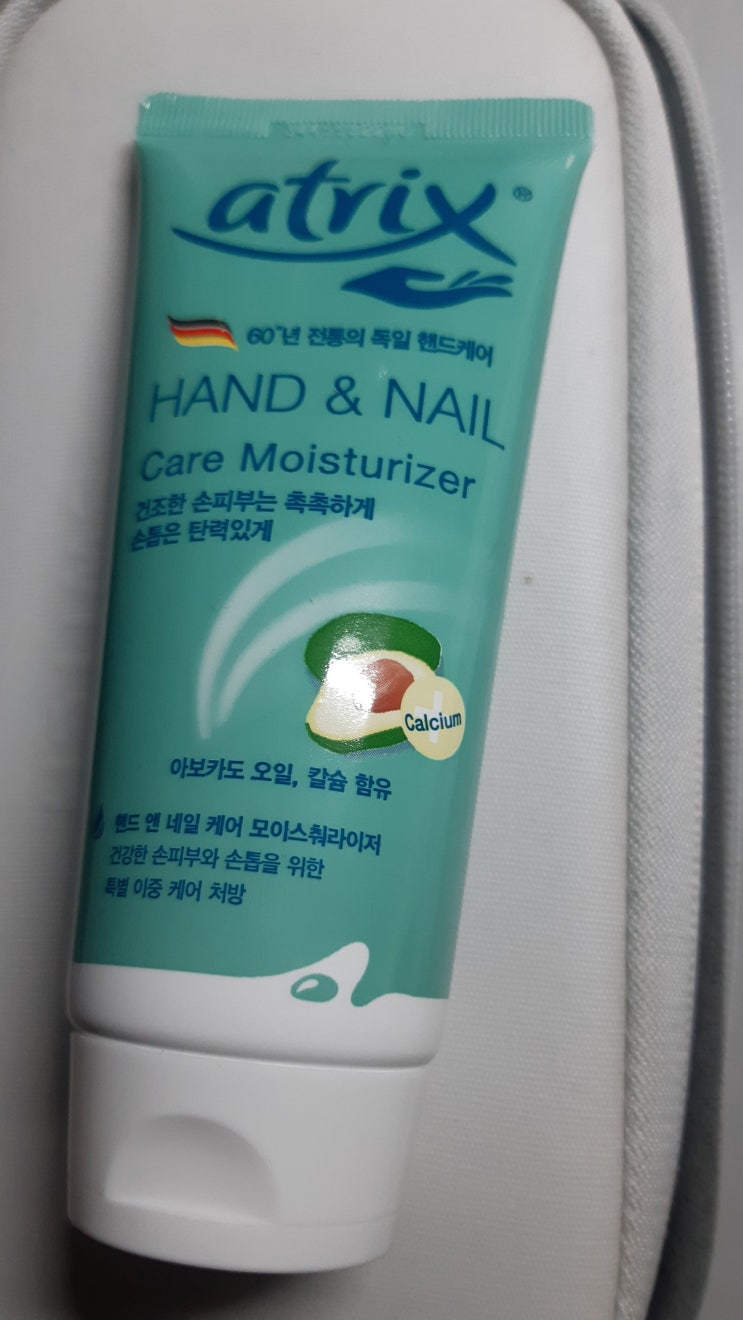 atrix®
60˝년 전통의 독일 핸드케어
HAND & NAIL
Care Moisturizer
건조한 손피부는 촉촉하게
손톱은 탄력있게
Calcium
아보카도 오일, 칼슘 함유
핸드 앤 네일 케어 모이스춰라이저
건강한 손피부와 손톱을 위한
특별 이중 케어 처방